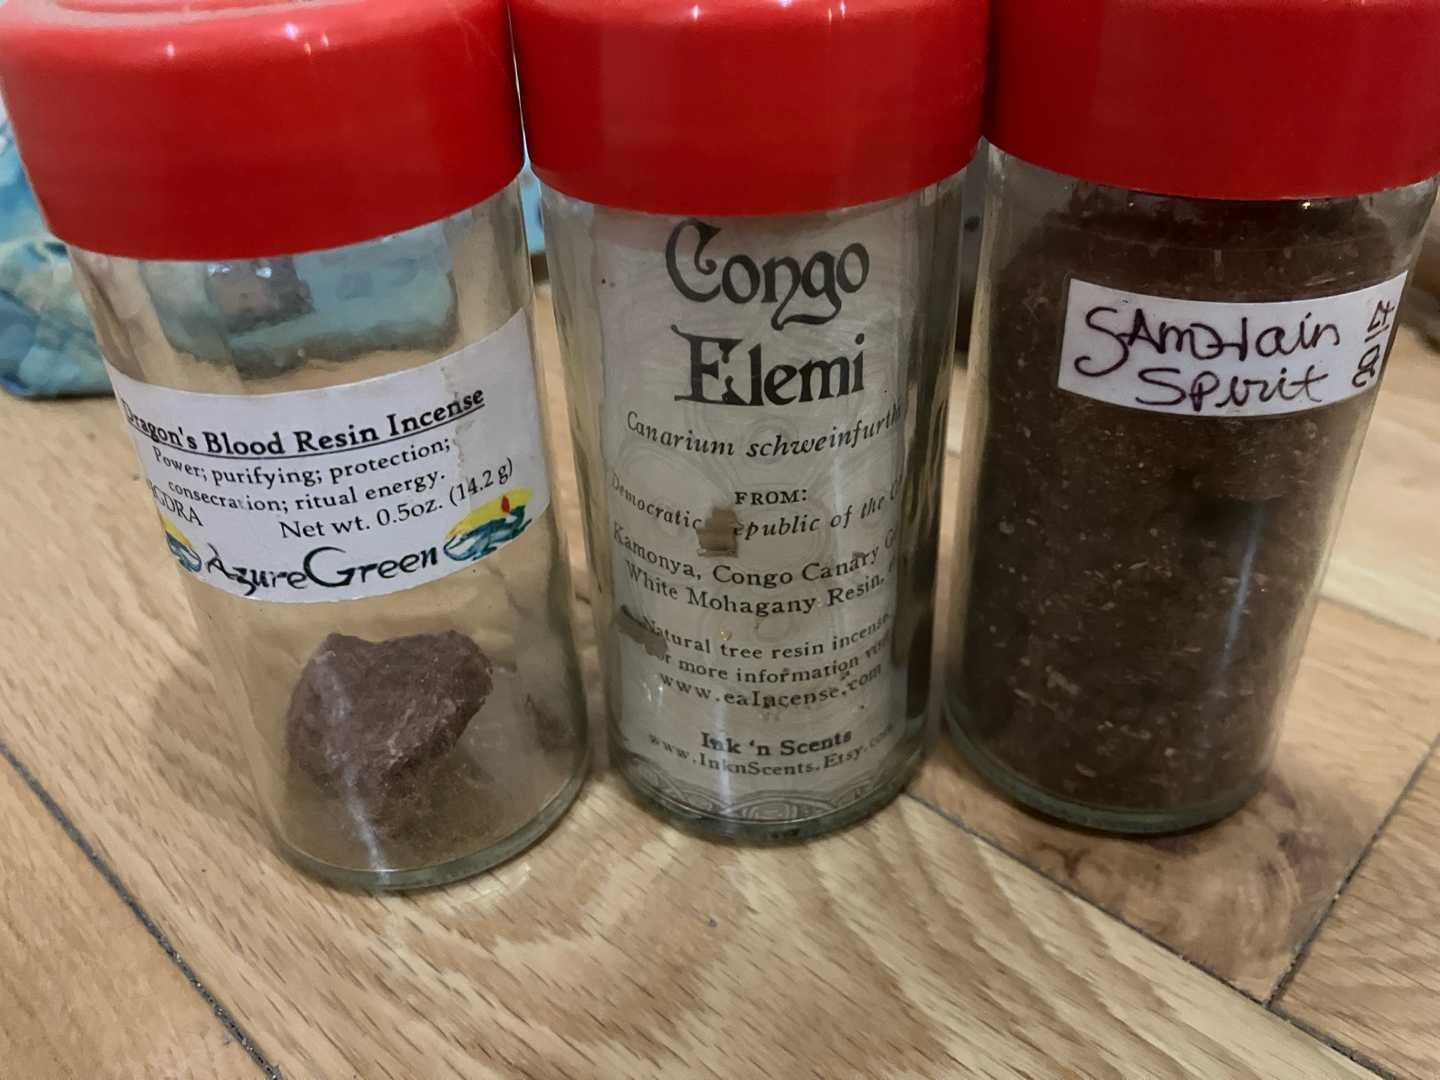 Dragon's Blood Resin Incense
Power; purifying; protection;
consecration; ritual energy.
Net wt. 0.5oz. (14.2 g)
AzureGreen
Congo
Elemi
Canarium schweinfurthi
FROM:
Democratic Republic of the
Kamonya, Congo Canary
White Mohagany Resin,
Natural tree resin incense.
more information visit
www.eaIncense.com
Ink 'n Scents
www.InknScents.Etsy.com
SAmHain
Spirit